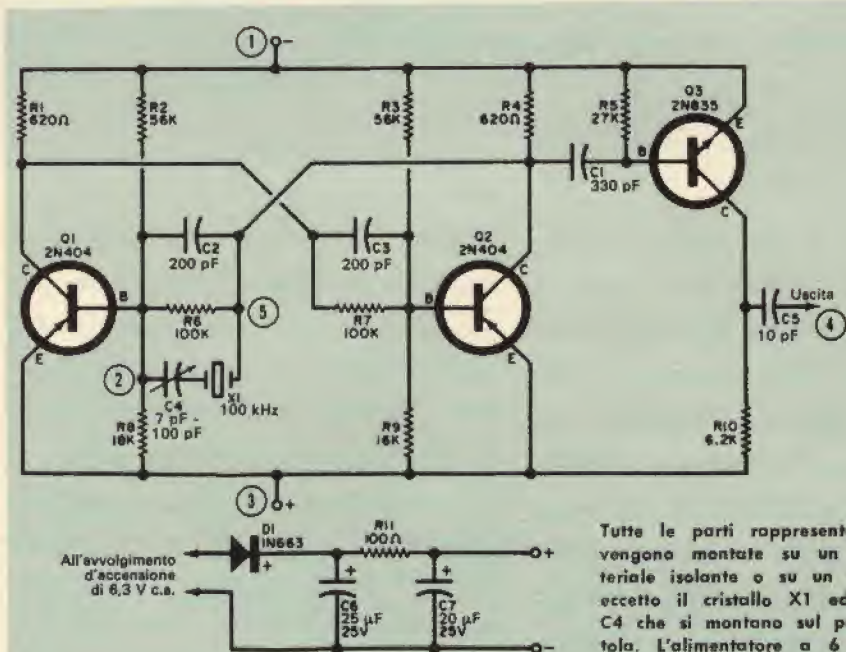 1
-
R1
620Ω
R2
56K
R3
56K
R4
620Ω
R5
27K
Q3
2N835
E
B
C
C1
330 pF
Q1
2N404
C
B
E
C2
200 pF
R6
100K
5
C3
200 pF
R7
100K
Q2
2N404
C
B
E
Uscita
4
C5
10 pF
2
C4
7 pF -
100 pF
X1
100 kHz
R8
18K
R9
16K
R10
6.2K
3
+
All'avvolgimento
d'accensione
di 6,3 V c.a.
D1
1N663
+
R11
100Ω
+
C6
25 µF
25V
+
C7
20 µF
25V
+
-
Tutte le parti rappresent
vengono montate su un
teriale isolante o su un
eccetto il cristallo X1 ed
C4 che si montano sul p
tola. L'alimentatore a 6